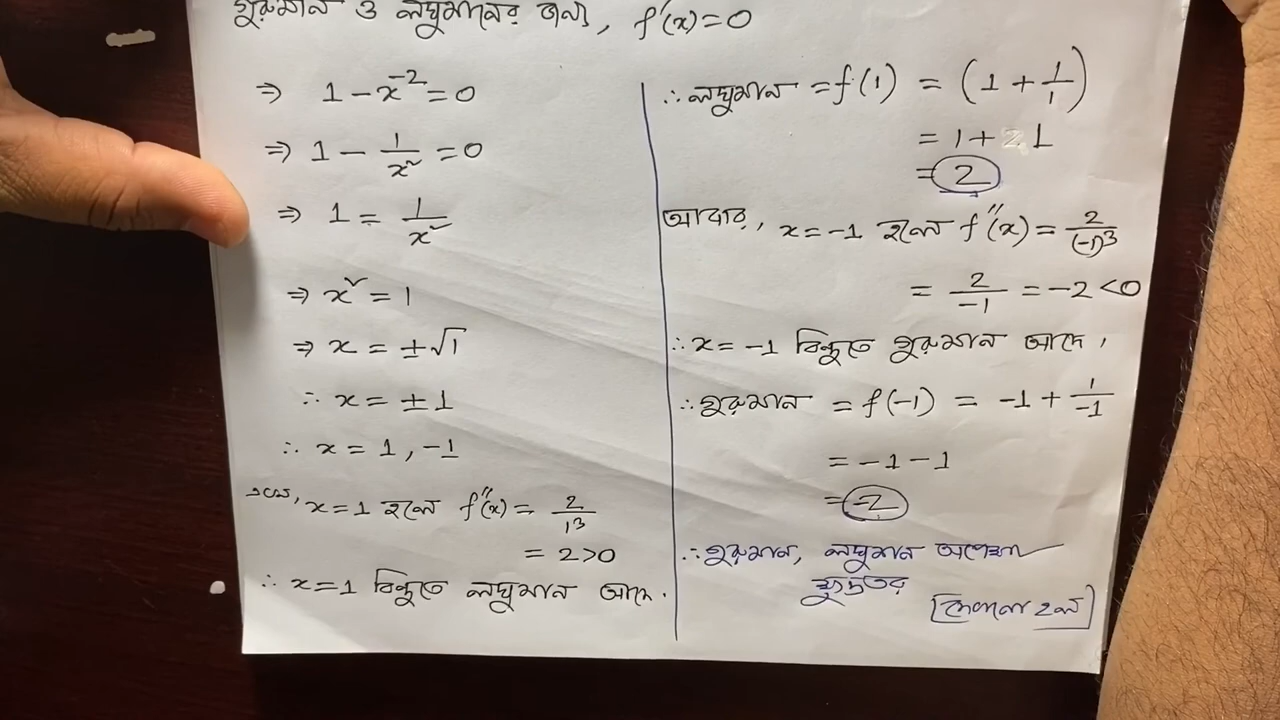 গুরুমান ও লঘুমানের জন্য, f′(x)=0
⇒ 1-x⁻²=0
⇒ 1-1/x²=0
⇒ 1=1/x²
⇒ x²=1
⇒ x=±√1
∴ x=±1
∴ x=1,-1
এখন, x=1 হলে f″(x)=2/1³
=2>0
∴ x=1 বিন্দুতে লঘুমান আছে.
∴ লঘুমান =f(1) = (1+1/1)
= 1+1
= 2
আবার, x=-1 হলে f″(x)=2/(-1)³
= 2/-1 = -2<0
∴ x=-1 বিন্দুতে গুরুমান আছে,
∴ গুরুমান = f(-1) = -1+1/-1
= -1-1
= -2
∴ গুরুমান, লঘুমান অপেক্ষা
ক্ষুদ্রতর
[দেখানো হল]